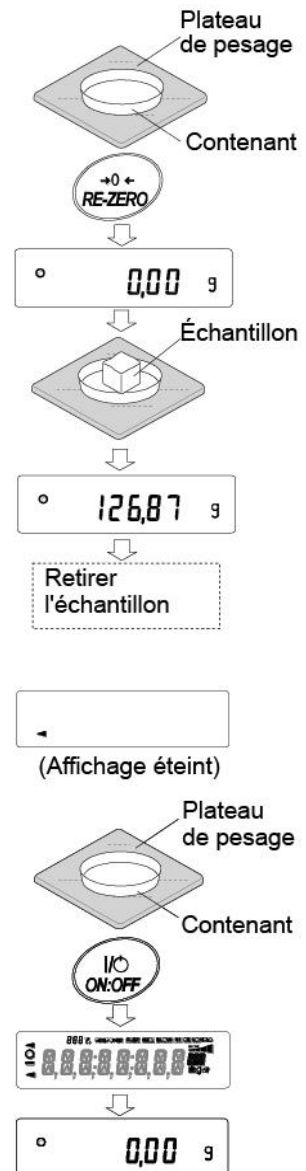 Plateau
de pesage
Contenant
→0←
RE-ZERO
0,00 g
Échantillon
126,87 g
Retirer
l'échantillon
(Affichage éteint)
Plateau
de pesage
Contenant
I/⏻
ON:OFF
0,00 g